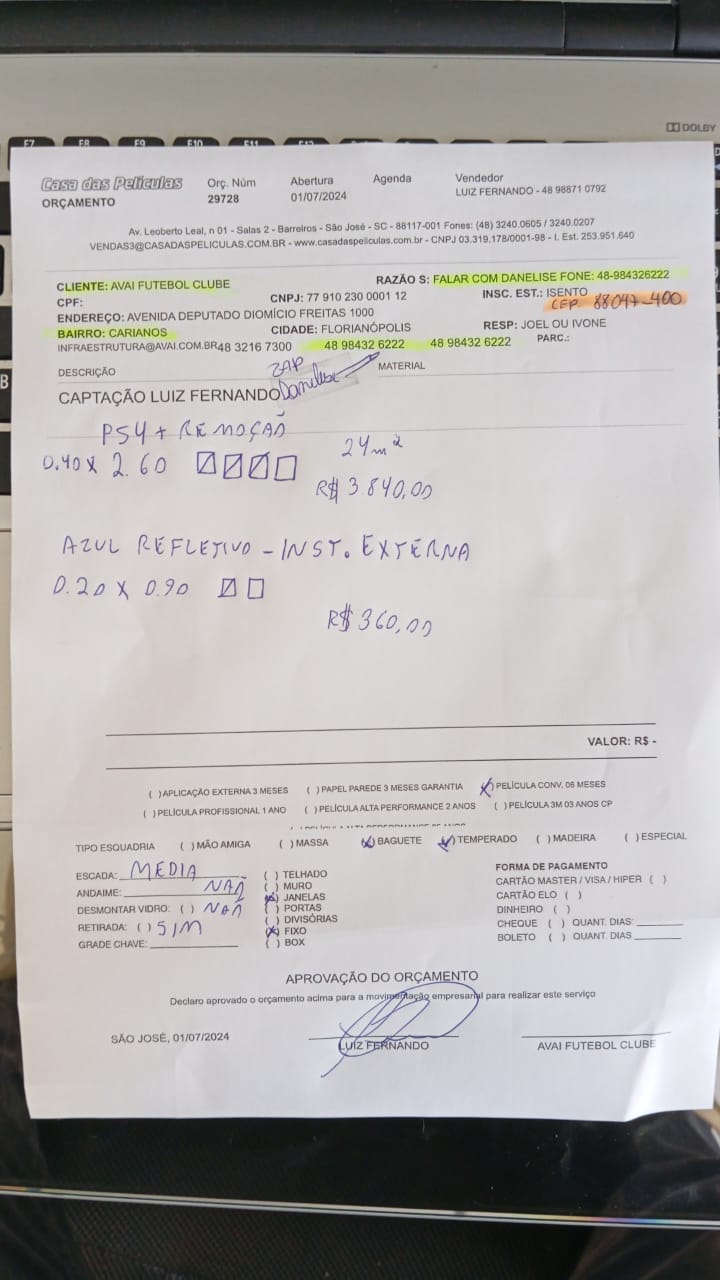 DOLBY
F7 F8 F9 F10 F11
Casa das Películas
ORÇAMENTO
Orç. Núm
29728
Abertura
01/07/2024
Agenda
Vendedor
LUIZ FERNANDO - 48 98871 0792
Av. Leoberto Leal, n 01 - Salas 2 - Barreiros - São José - SC - 88117-001 Fones: (48) 3240.0605 / 3240.0207
VENDAS3@CASADASPELICULAS.COM.BR - www.casadaspeliculas.com.br - CNPJ 03.319.178/0001-98 - I. Est. 253.951.640
CLIENTE: AVAI FUTEBOL CLUBE RAZÃO S: FALAR COM DANELISE FONE: 48-984326222
CPF: CNPJ: 77 910 230 0001 12 INSC. EST.: ISENTO
CEP. 88047-400
ENDEREÇO: AVENIDA DEPUTADO DIOMÍCIO FREITAS 1000
BAIRRO: CARIANOS CIDADE: FLORIANÓPOLIS RESP: JOEL OU IVONE
INFRAESTRUTURA@AVAI.COM.BR 48 3216 7300 48 98432 6222 48 98432 6222 PARC.:
DESCRIÇÃO ZAP MATERIAL
CAPTAÇÃO LUIZ FERNANDO Danelise
PS4 + REMOÇÃO
0.40 x 2.60 24m²
R$ 3.840,00
AZUL REFLETIVO - INST. EXTERNA
0.20 x 0.90
R$ 360,00
VALOR: R$ -
( ) APLICAÇÃO EXTERNA 3 MESES ( ) PAPEL PAREDE 3 MESES GARANTIA (X) PELÍCULA CONV. 06 MESES
( ) PELÍCULA PROFISSIONAL 1 ANO ( ) PELÍCULA ALTA PERFORMANCE 2 ANOS ( ) PELÍCULA 3M 03 ANOS CP
TIPO ESQUADRIA ( ) MÃO AMIGA ( ) MASSA (X) BAGUETE (X) TEMPERADO ( ) MADEIRA ( ) ESPECIAL
ESCADA: MEDIA
ANDAIME: NAÕ
DESMONTAR VIDRO: ( ) NAÕ
RETIRADA: ( ) SIM
GRADE CHAVE:
( ) TELHADO
( ) MURO
(X) JANELAS
( ) PORTAS
( ) DIVISÓRIAS
(X) FIXO
( ) BOX
FORMA DE PAGAMENTO
CARTÃO MASTER / VISA / HIPER ( )
CARTÃO ELO ( )
DINHEIRO ( )
CHEQUE ( ) QUANT. DIAS:
BOLETO ( ) QUANT. DIAS
APROVAÇÃO DO ORÇAMENTO
Declaro aprovado o orçamento acima para a movimentação empresarial para realizar este serviço
SÃO JOSÉ, 01/07/2024
LUIZ FERNANDO
AVAI FUTEBOL CLUBE